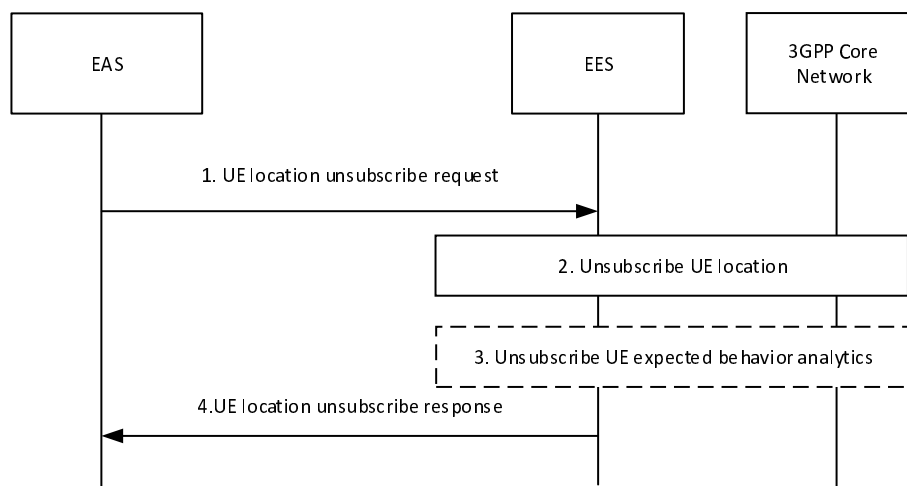 EAS
EES
3GPP Core
Network
1. UE location unsubscribe request
2. Unsubscribe UE location
3. Unsubscribe UE expected behavior analytics
4.UE location unsubscribe response